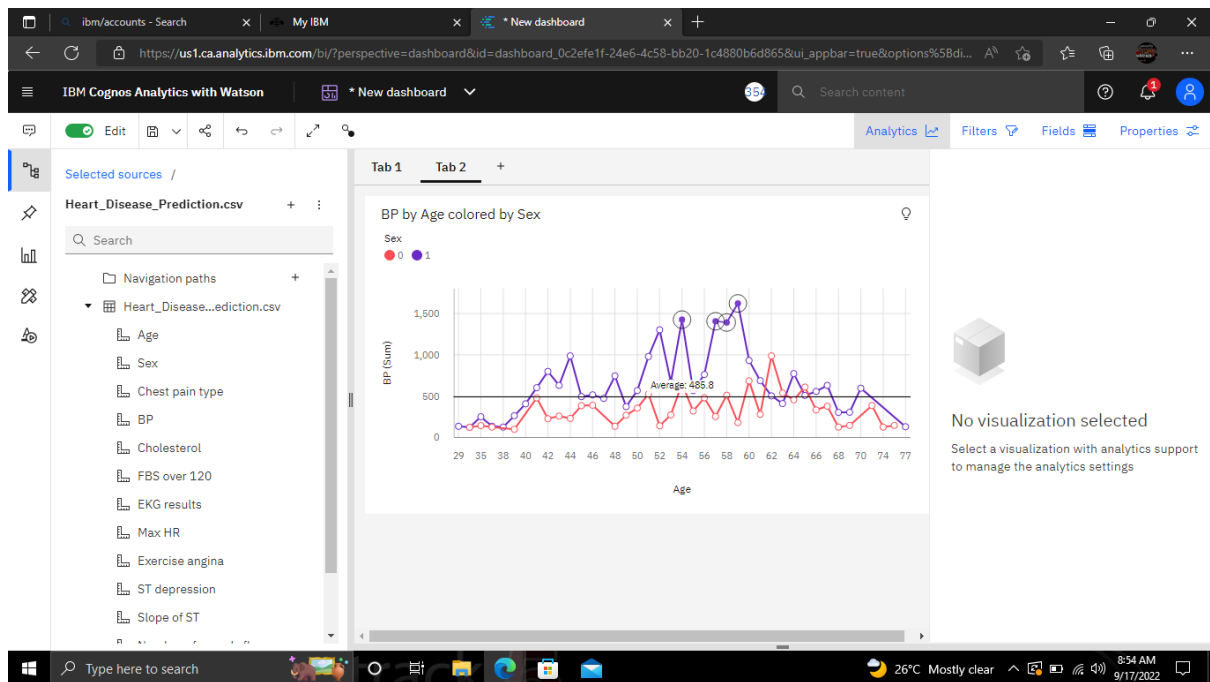 ibm/accounts - Search
My IBM
* New dashboard
https://us1.ca.analytics.ibm.com/bi/?perspective=dashboard&id=dashboard_0c2efe1f-24e6-4c58-bb20-1c4880b6d865&ui_appbar=true&options%5Bdi...
IBM Cognos Analytics with Watson
* New dashboard
354
Search content
1
Edit
Analytics
Filters
Fields
Properties
Selected sources /
Heart_Disease_Prediction.csv
Search
Navigation paths
Heart_Disease...ediction.csv
Age
Sex
Chest pain type
BP
Cholesterol
FBS over 120
EKG results
Max HR
Exercise angina
ST depression
Slope of ST
Tab 1 Tab 2
BP by Age colored by Sex
Sex
0 1
BP (Sum)
1,500
1,000
500
0
Average: 485.8
29 35 38 40 42 44 46 48 50 52 54 56 58 60 62 64 66 68 70 74 77
Age
No visualization selected
Select a visualization with analytics support
to manage the analytics settings
Type here to search
26°C Mostly clear
8:54 AM
9/17/2022